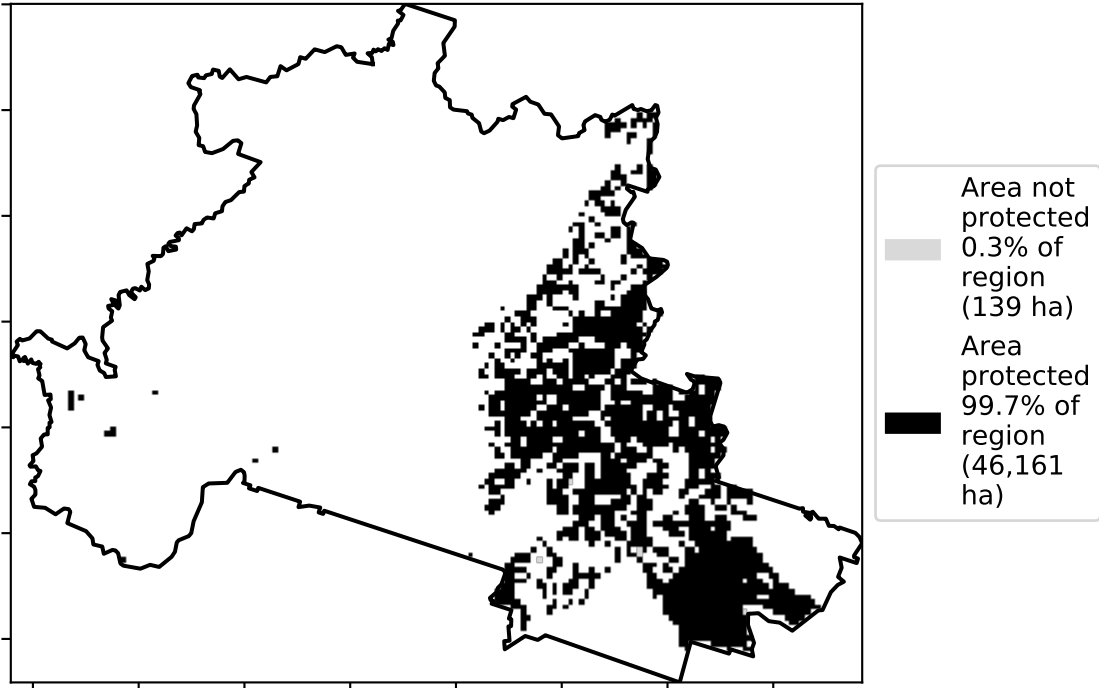 Area not
protected
0.3% of
region
(139 ha)
Area
protected
99.7% of
region
(46,161
ha)